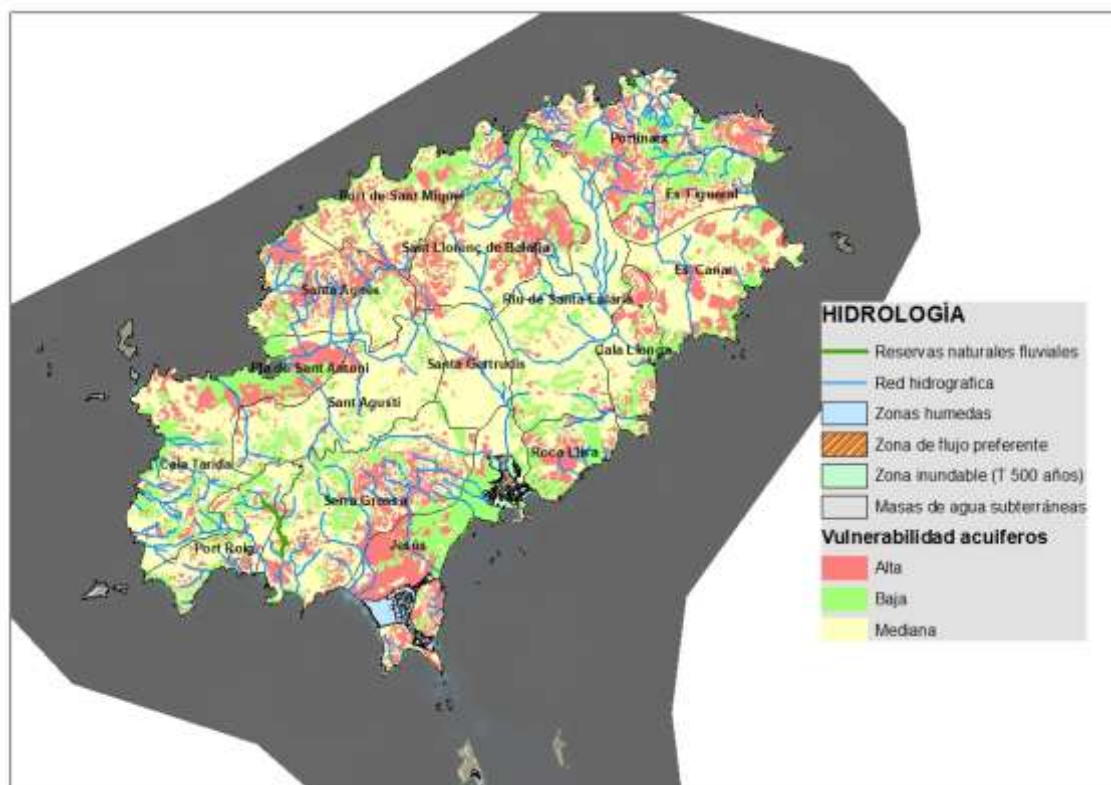 Portinatx
Es Figueral
Port de Sant Miquel
Sant Llorenç de Balafia
Es Canar
Santa Agnès
Riu de Santa Eulària
Cala Llonga
Santa Gertrudis
Pla de Sant Antoni
Sant Agustí
Roca Llisa
Cala Tarida
Serra Grossa
Jesús
Port Roig
HIDROLOGÌA
Reservas naturales fluviales
Red hidrografica
Zonas humedas
Zona de flujo preferente
Zona inundable (T 500 años)
Masas de agua subterráneas
Vulnerabilidad acuiferos
Alta
Baja
Mediana